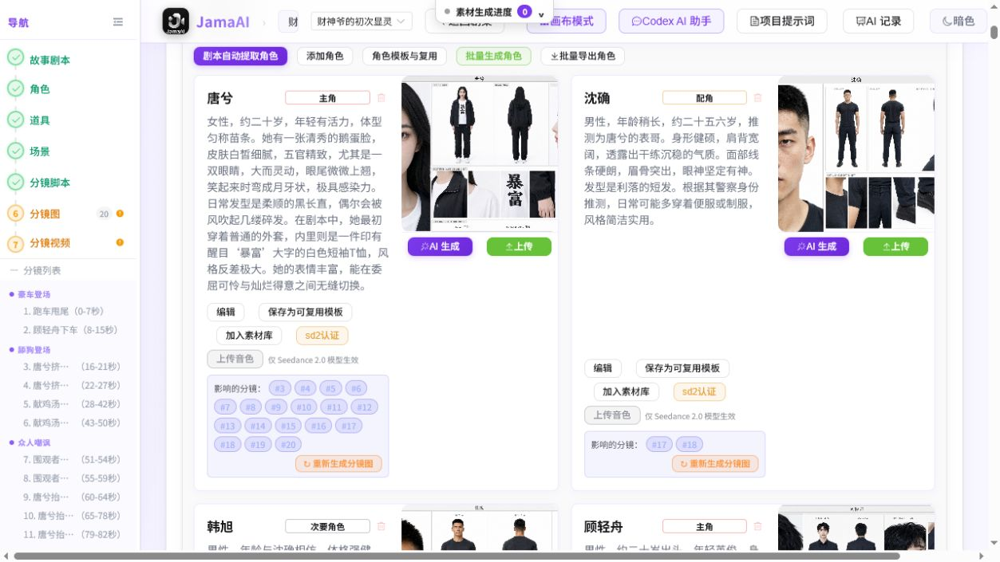 导航
故事剧本
角色
道具
场景
分镜脚本
6 分镜图 20
7 分镜视频
分镜列表
豪车登场
1. 跑车甩尾（0-7秒）
2. 顾轻舟下车（8-15秒）
舔狗登场
3. 唐兮挤… （16-21秒）
4. 唐兮挤… （22-27秒）
5. 献鸡汤… （28-42秒）
6. 献鸡汤… （43-50秒）
众人嘲讽
7. 围观者… （51-54秒）
8. 围观者… （55-59秒）
9. 唐兮抬… （60-64秒）
10. 唐兮抬… （65-78秒）
11. 唐兮抬… （79-82秒）
JamaAI
JamaAI
财
财神爷的初次显灵
素材生成进度 0
画布模式
Codex AI 助手
项目提示词
AI 记录
暗色
剧本自动提取角色
添加角色
角色模板与复用
批量生成角色
批量导出角色
唐兮
主角
女性，约二十岁，年轻有活力，体型
匀称苗条。她有一张清秀的鹅蛋脸，
皮肤白皙细腻，五官精致，尤其是一
双眼睛，大而灵动，眼尾微微上翘，
笑起来时弯成月牙状，极具感染力。
日常发型是柔顺的黑长直，偶尔会被
风吹起几缕碎发。在剧本中，她最初
穿着普通的外套，内里则是一件印有
醒目‘暴富’大字的白色短袖T恤，风
格反差极大。她的表情丰富，能在委
屈可怜与灿烂得意之间无缝切换。
唐兮
暴富
AI 生成
上传
编辑
保存为可复用模板
加入素材库
sd2认证
上传音色 仅 Seedance 2.0 模型生效
影响的分镜： #3 #4 #5 #6
#7 #8 #9 #10 #11 #12
#13 #14 #15 #16 #17
#18 #19 #20
重新生成分镜图
沈确
配角
男性，年龄稍长，约二十五六岁，推
测为唐兮的表哥。身形健硕，肩背宽
阔，透露出干练沉稳的气质。面部线
条硬朗，眉骨突出，眼神坚定有神。
发型是利落的短发。根据其警察身份
推测，日常可能多穿着便服或制服，
风格简洁实用。
沈确
AI 生成
上传
编辑
保存为可复用模板
加入素材库
sd2认证
上传音色 仅 Seedance 2.0 模型生效
影响的分镜： #17 #18
重新生成分镜图
韩旭
次要角色
顾轻舟
主角